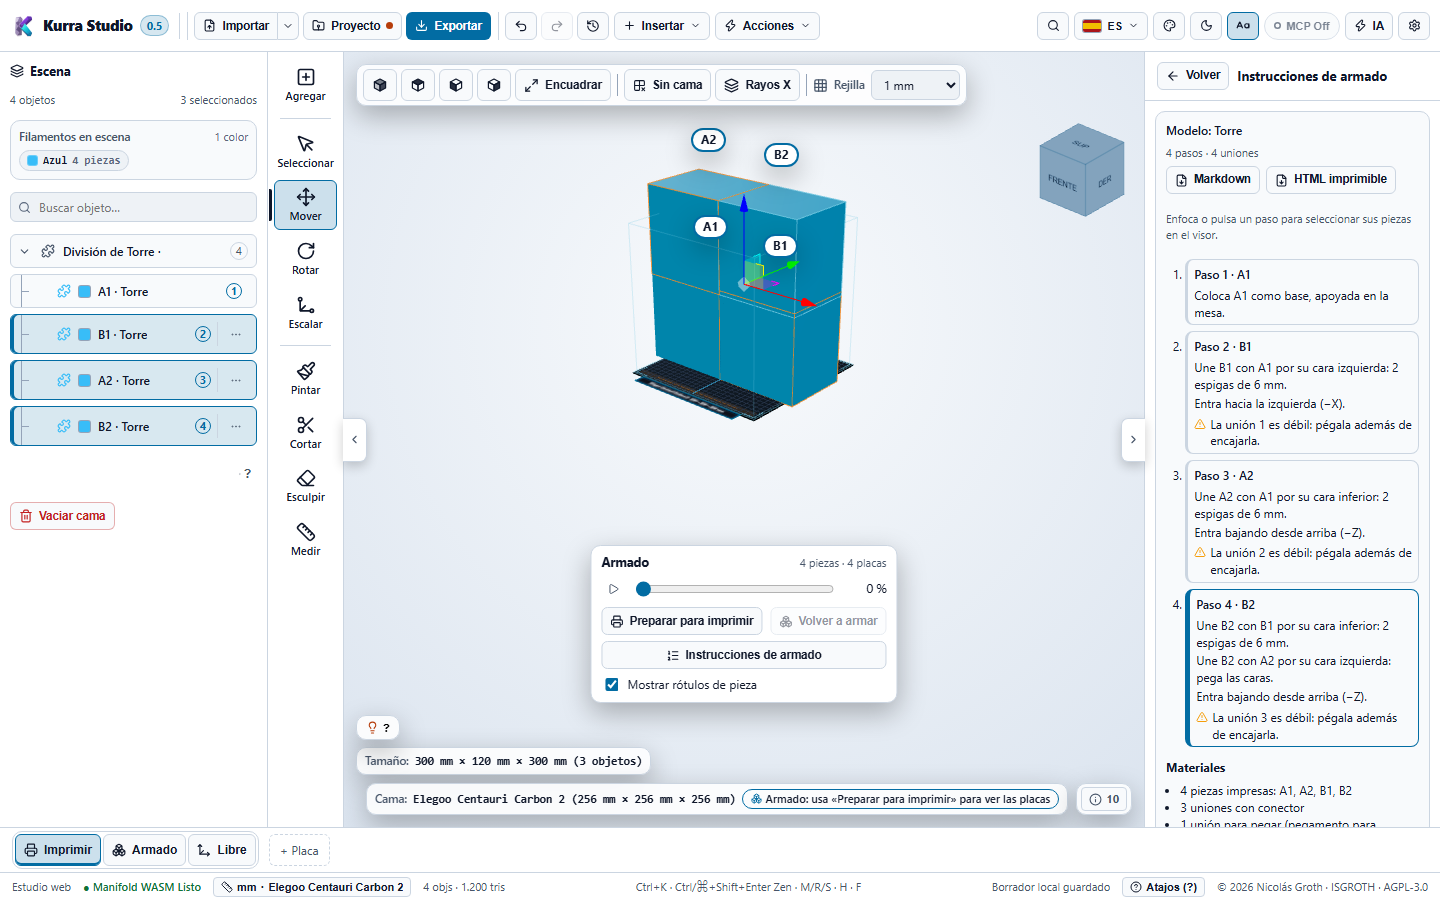 Kurra Studio 0.5
Importar
Proyecto
Exportar
Insertar
Acciones
ES
MCP Off
IA
Escena
4 objetos
3 seleccionados
Filamentos en escena
1 color
Azul 4 piezas
Buscar objeto...
División de Torre ·
4
A1 · Torre
1
B1 · Torre
2
A2 · Torre
3
B2 · Torre
4
· ?
Vaciar cama
Agregar
Seleccionar
Mover
Rotar
Escalar
Pintar
Cortar
Esculpir
Medir
Encuadrar
Sin cama
Rayos X
Rejilla
1 mm
A2
B2
A1
B1
SUP
FRENTE
DER
Armado
4 piezas · 4 placas
0 %
Preparar para imprimir
Volver a armar
Instrucciones de armado
Mostrar rótulos de pieza
?
Tamaño: 300 mm × 120 mm × 300 mm (3 objetos)
Cama: Elegoo Centauri Carbon 2 (256 mm × 256 mm × 256 mm)
Armado: usa «Preparar para imprimir» para ver las placas
10
Volver
Instrucciones de armado
Modelo: Torre
4 pasos · 4 uniones
Markdown
HTML imprimible
Enfoca o pulsa un paso para seleccionar sus piezas
en el visor.
1. Paso 1 · A1
Coloca A1 como base, apoyada en la
mesa.
2. Paso 2 · B1
Une B1 con A1 por su cara izquierda: 2
espigas de 6 mm.
Entra hacia la izquierda (−X).
La unión 1 es débil: pégala además de
encajarla.
3. Paso 3 · A2
Une A2 con A1 por su cara inferior: 2
espigas de 6 mm.
Entra bajando desde arriba (−Z).
La unión 2 es débil: pégala además de
encajarla.
4. Paso 4 · B2
Une B2 con B1 por su cara inferior: 2
espigas de 6 mm.
Une B2 con A2 por su cara izquierda:
pega las caras.
Entra bajando desde arriba (−Z).
La unión 3 es débil: pégala además
de encajarla.
Materiales
• 4 piezas impresas: A1, A2, B1, B2
• 3 uniones con conector
• 1 unión para pegar (pegamento para
Imprimir
Armado
Libre
+ Placa
Estudio web
● Manifold WASM Listo
mm · Elegoo Centauri Carbon 2
4 objs · 1.200 tris
Ctrl+K · Ctrl/⌘+Shift+Enter Zen · M/R/S · H · F
Borrador local guardado
Atajos (?)
© 2026 Nicolás Groth · ISGROTH · AGPL-3.0